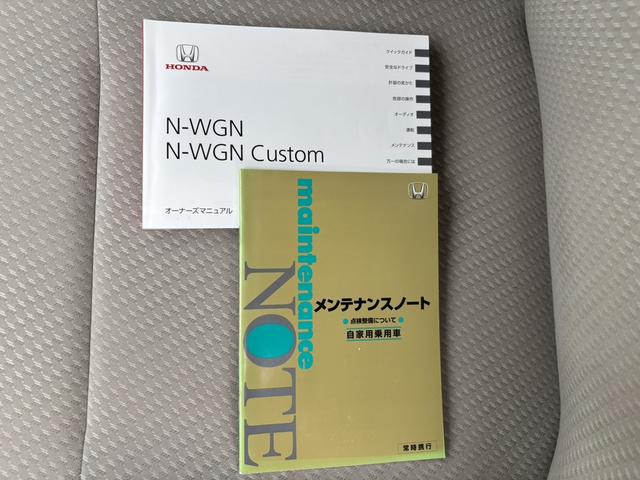 HONDA
N-WGN
N-WGN Custom
オーナーズマニュアル
クイックガイド
安全なドライブ
計器の見かた
各部の操作
オーディオ
運転
メンテナンス
万一の場合には
maintenance
NOTE
メンテナンスノート
点検整備について
自家用乗用車
常時携行